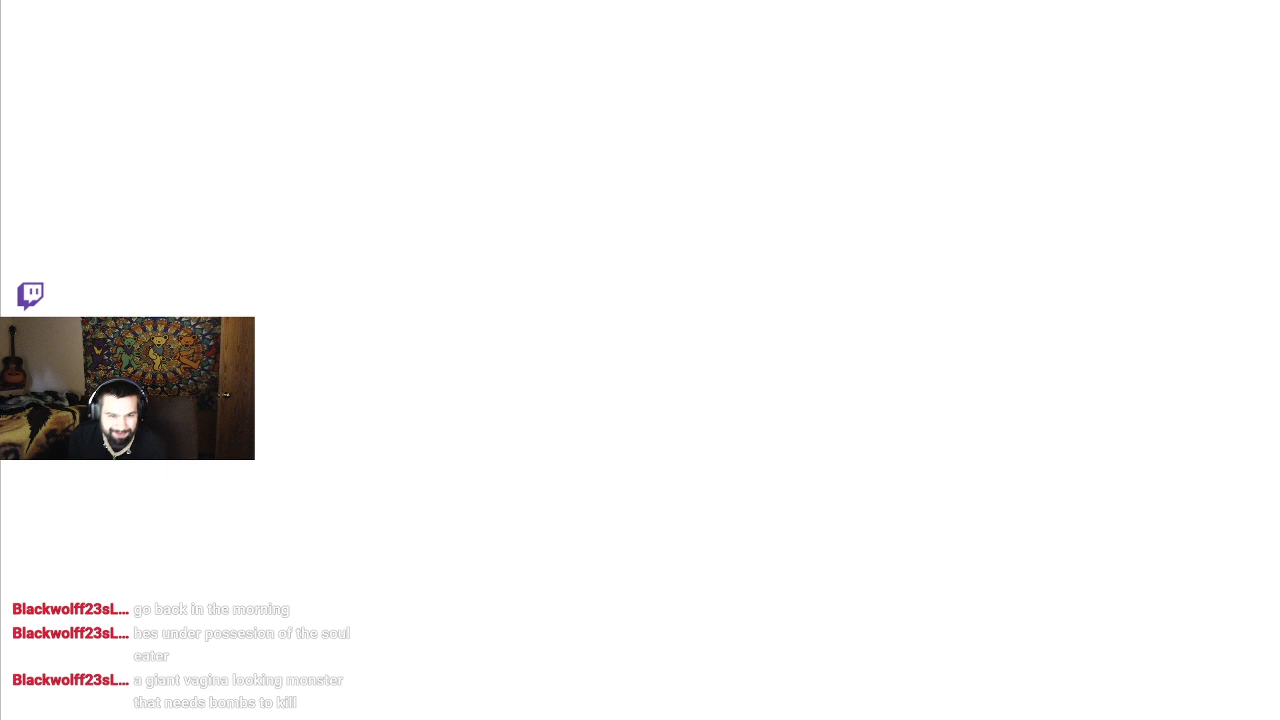 Blackwolff23sL... go back in the morning
Blackwolff23sL... hes under possesion of the soul
eater
Blackwolff23sL... a giant vagina looking monster
that needs bombs to kill